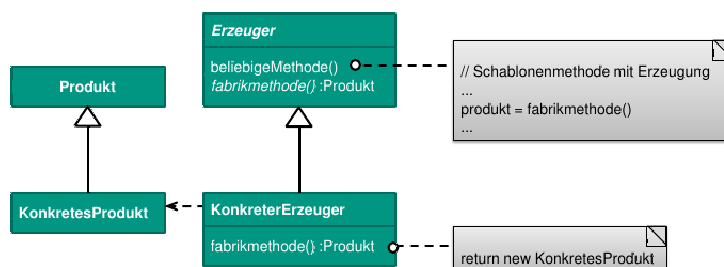 Erzeuger
beliebigeMethode()
fabrikmethode() :Produkt
// Schablonenmethode mit Erzeugung
...
produkt = fabrikmethode()
...
Produkt
KonkretesProdukt
KonkreterErzeuger
fabrikmethode() :Produkt
return new KonkretesProdukt